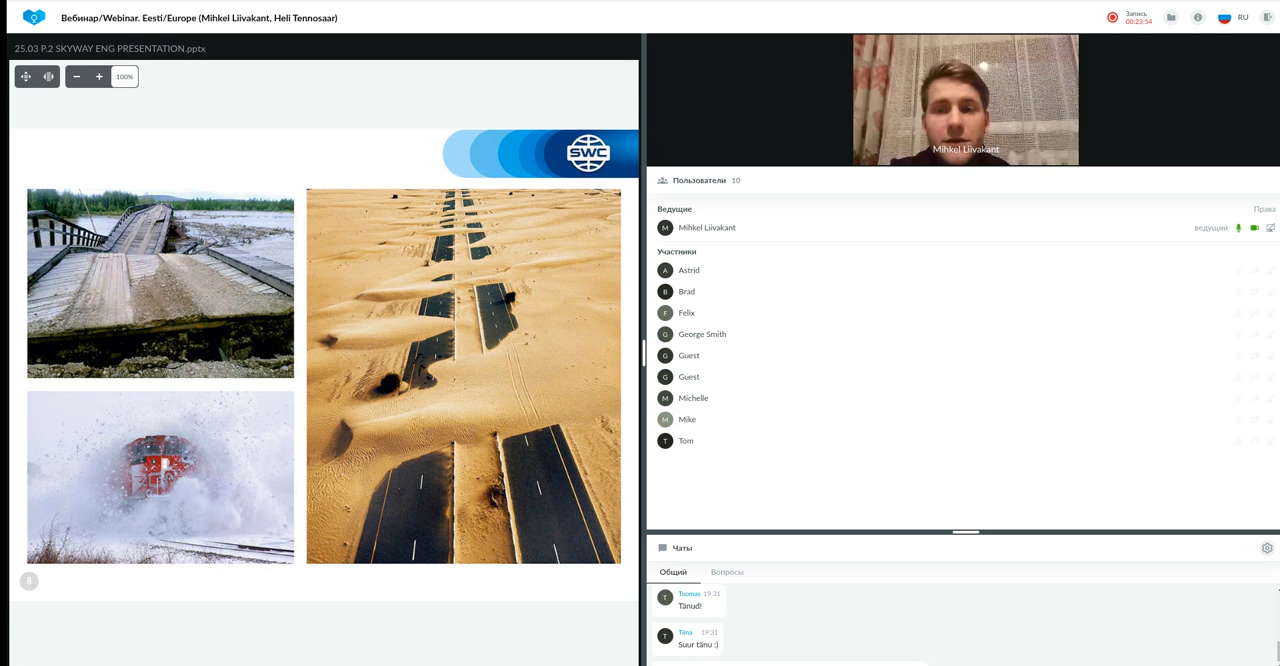 Вебинар/Webinar. Eesti/Europe (Mihkel Liivakant, Heli Tennosaar)
Запись
00:23:54
RU
25.03 P.2 SKYWAY ENG PRESENTATION.pptx
100%
SWC
8
Mihkel Liivakant
Пользователи 10
Ведущие Права
M Mihkel Liivakant ведущий
Участники
A Astrid
B Brad
F Felix
G George Smith
G Guest
G Guest
M Michelle
M Mike
T Tom
Чаты
Общий Вопросы
T Toomas 19:31
Tänud!
T Tiina 19:31
Suur tänu :)